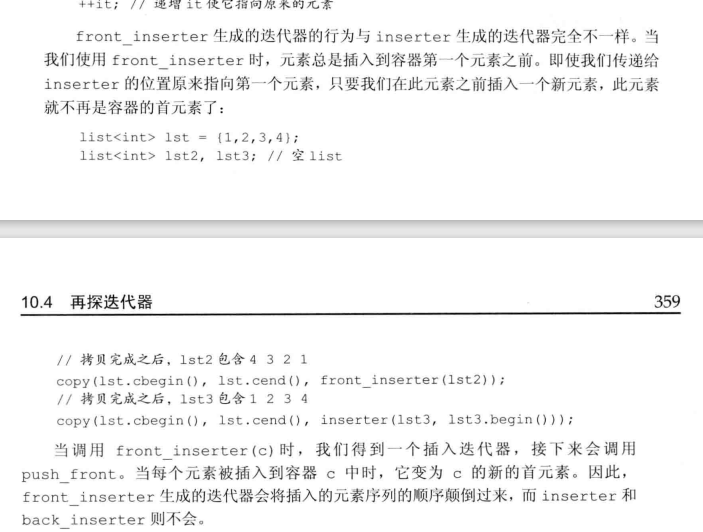 ++it; // 递增 it 使它指向原来的元素
front_inserter 生成的迭代器的行为与 inserter 生成的迭代器完全不一样。当
我们使用 front_inserter 时，元素总是插入到容器第一个元素之前。即使我们传递给
inserter 的位置原来指向第一个元素，只要我们在此元素之前插入一个新元素，此元素
就不再是容器的首元素了：
list<int> lst = {1,2,3,4};
list<int> lst2, lst3; // 空 list
10.4 再探迭代器 359
// 拷贝完成之后，lst2 包含 4 3 2 1
copy(lst.cbegin(), lst.cend(), front_inserter(lst2));
// 拷贝完成之后，lst3 包含 1 2 3 4
copy(lst.cbegin(), lst.cend(), inserter(lst3, lst3.begin()));
当调用 front_inserter(c)时，我们得到一个插入迭代器，接下来会调用
push_front。当每个元素被插入到容器 c 中时，它变为 c 的新的首元素。因此，
front_inserter 生成的迭代器会将插入的元素序列的顺序颠倒过来，而 inserter 和
back_inserter 则不会。